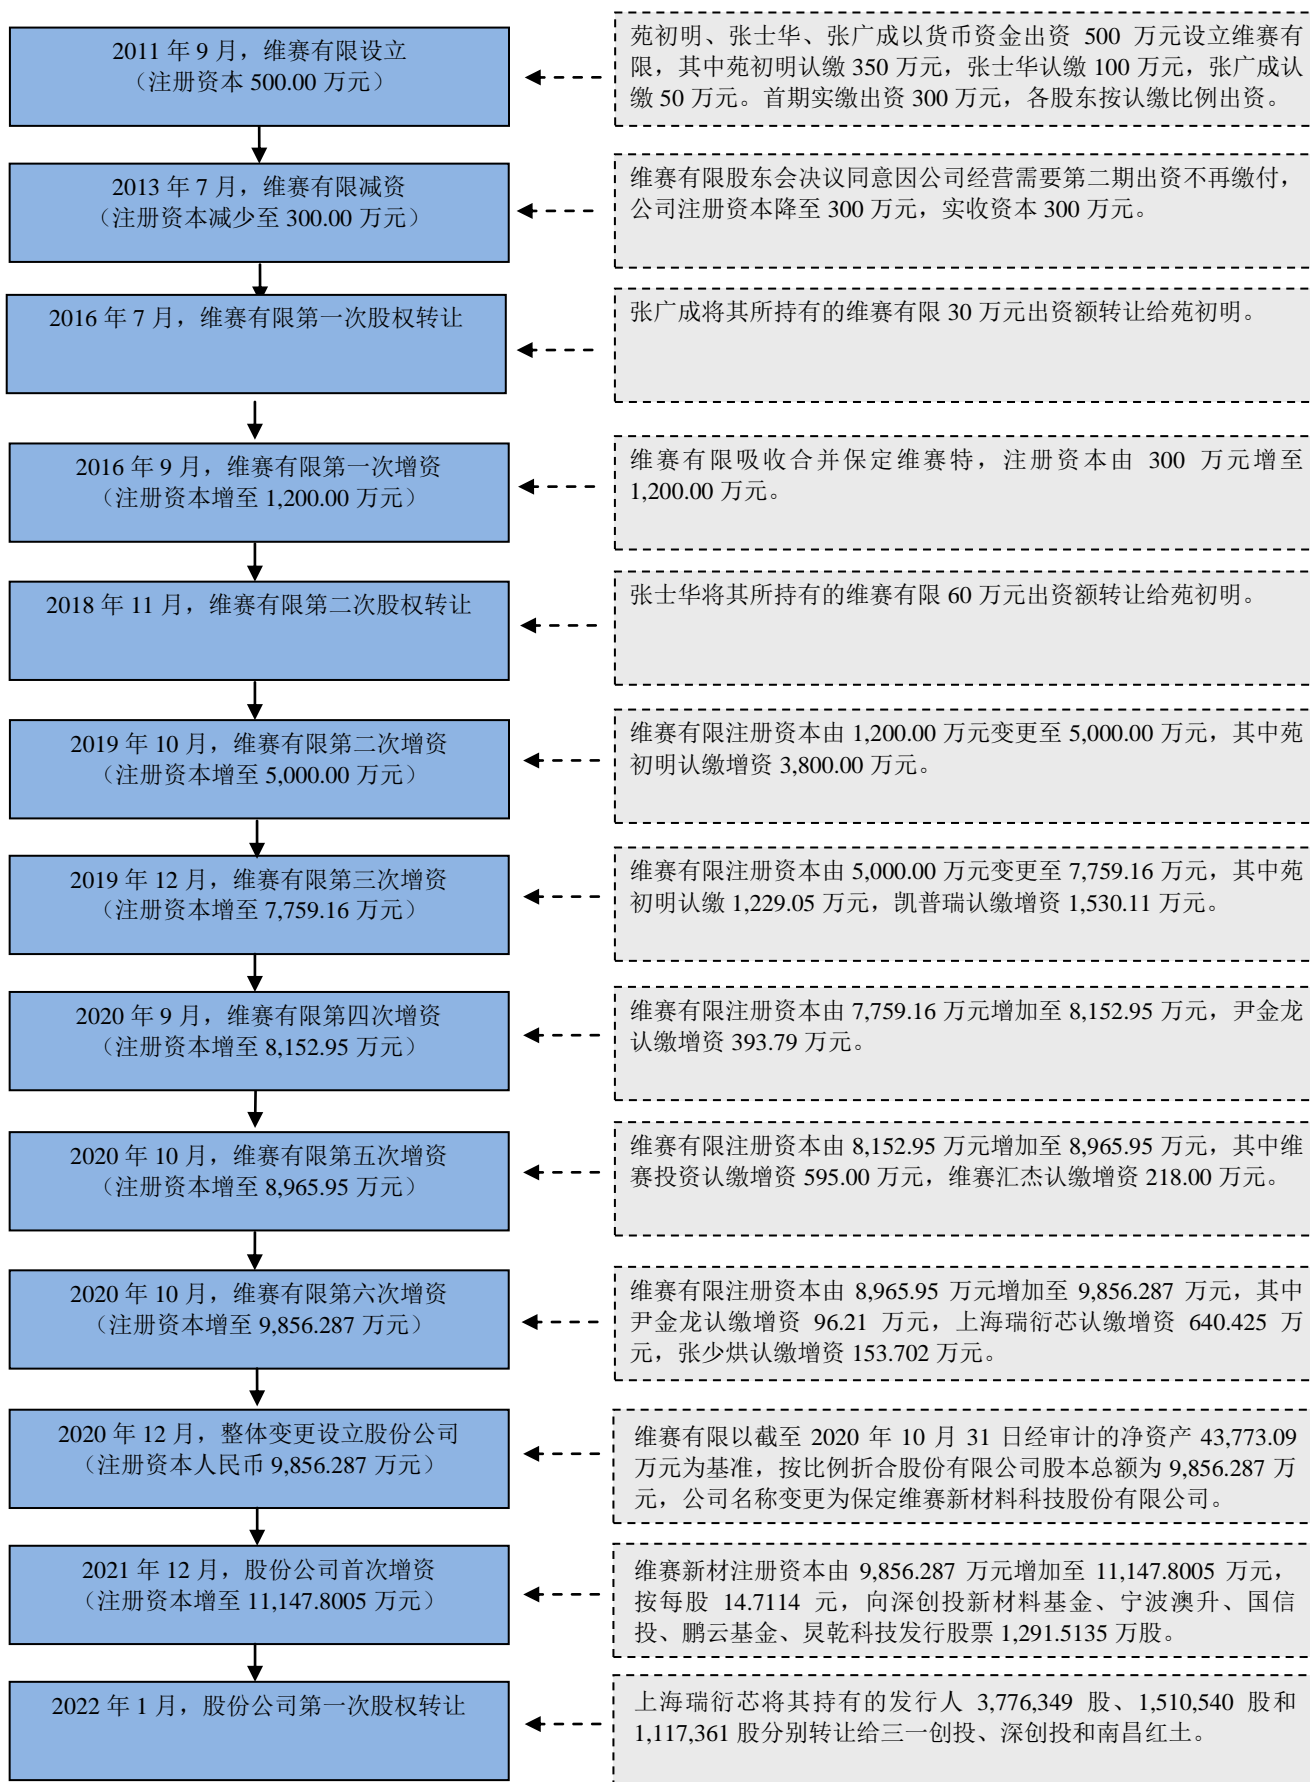 2011 年 9 月，维赛有限设立
（注册资本 500.00 万元）
苑初明、张士华、张广成以货币资金出资 500 万元设立维赛有
限，其中苑初明认缴 350 万元，张士华认缴 100 万元，张广成认
缴 50 万元。首期实缴出资 300 万元，各股东按认缴比例出资。
2013 年 7 月，维赛有限减资
（注册资本减少至 300.00 万元）
维赛有限股东会决议同意因公司经营需要第二期出资不再缴付，
公司注册资本降至 300 万元，实收资本 300 万元。
2016 年 7 月，维赛有限第一次股权转让
张广成将其所持有的维赛有限 30 万元出资额转让给苑初明。
2016 年 9 月，维赛有限第一次增资
（注册资本增至 1,200.00 万元）
维赛有限吸收合并保定维赛特，注册资本由 300 万元增至
1,200.00 万元。
2018 年 11 月，维赛有限第二次股权转让
张士华将其所持有的维赛有限 60 万元出资额转让给苑初明。
2019 年 10 月，维赛有限第二次增资
（注册资本增至 5,000.00 万元）
维赛有限注册资本由 1,200.00 万元变更至 5,000.00 万元，其中苑
初明认缴增资 3,800.00 万元。
2019 年 12 月，维赛有限第三次增资
（注册资本增至 7,759.16 万元）
维赛有限注册资本由 5,000.00 万元变更至 7,759.16 万元，其中苑
初明认缴 1,229.05 万元，凯普瑞认缴增资 1,530.11 万元。
2020 年 9 月，维赛有限第四次增资
（注册资本增至 8,152.95 万元）
维赛有限注册资本由 7,759.16 万元增加至 8,152.95 万元，尹金龙
认缴增资 393.79 万元。
2020 年 10 月，维赛有限第五次增资
（注册资本增至 8,965.95 万元）
维赛有限注册资本由 8,152.95 万元增加至 8,965.95 万元，其中维
赛投资认缴增资 595.00 万元，维赛汇杰认缴增资 218.00 万元。
2020 年 10 月，维赛有限第六次增资
（注册资本增至 9,856.287 万元）
维赛有限注册资本由 8,965.95 万元增加至 9,856.287 万元，其中
尹金龙认缴增资 96.21 万元，上海瑞衍芯认缴增资 640.425 万
元，张少烘认缴增资 153.702 万元。
2020 年 12 月，整体变更设立股份公司
（注册资本人民币 9,856.287 万元）
维赛有限以截至 2020 年 10 月 31 日经审计的净资产 43,773.09
万元为基准，按比例折合股份有限公司股本总额为 9,856.287 万
元，公司名称变更为保定维赛新材料科技股份有限公司。
2021 年 12 月，股份公司首次增资
（注册资本增至 11,147.8005 万元）
维赛新材注册资本由 9,856.287 万元增加至 11,147.8005 万元，
按每股 14.7114 元，向深创投新材料基金、宁波澳升、国信
投、鹏云基金、炅乾科技发行股票 1,291.5135 万股。
2022 年 1 月，股份公司第一次股权转让
上海瑞衍芯将其持有的发行人 3,776,349 股、1,510,540 股和
1,117,361 股分别转让给三一创投、深创投和南昌红土。